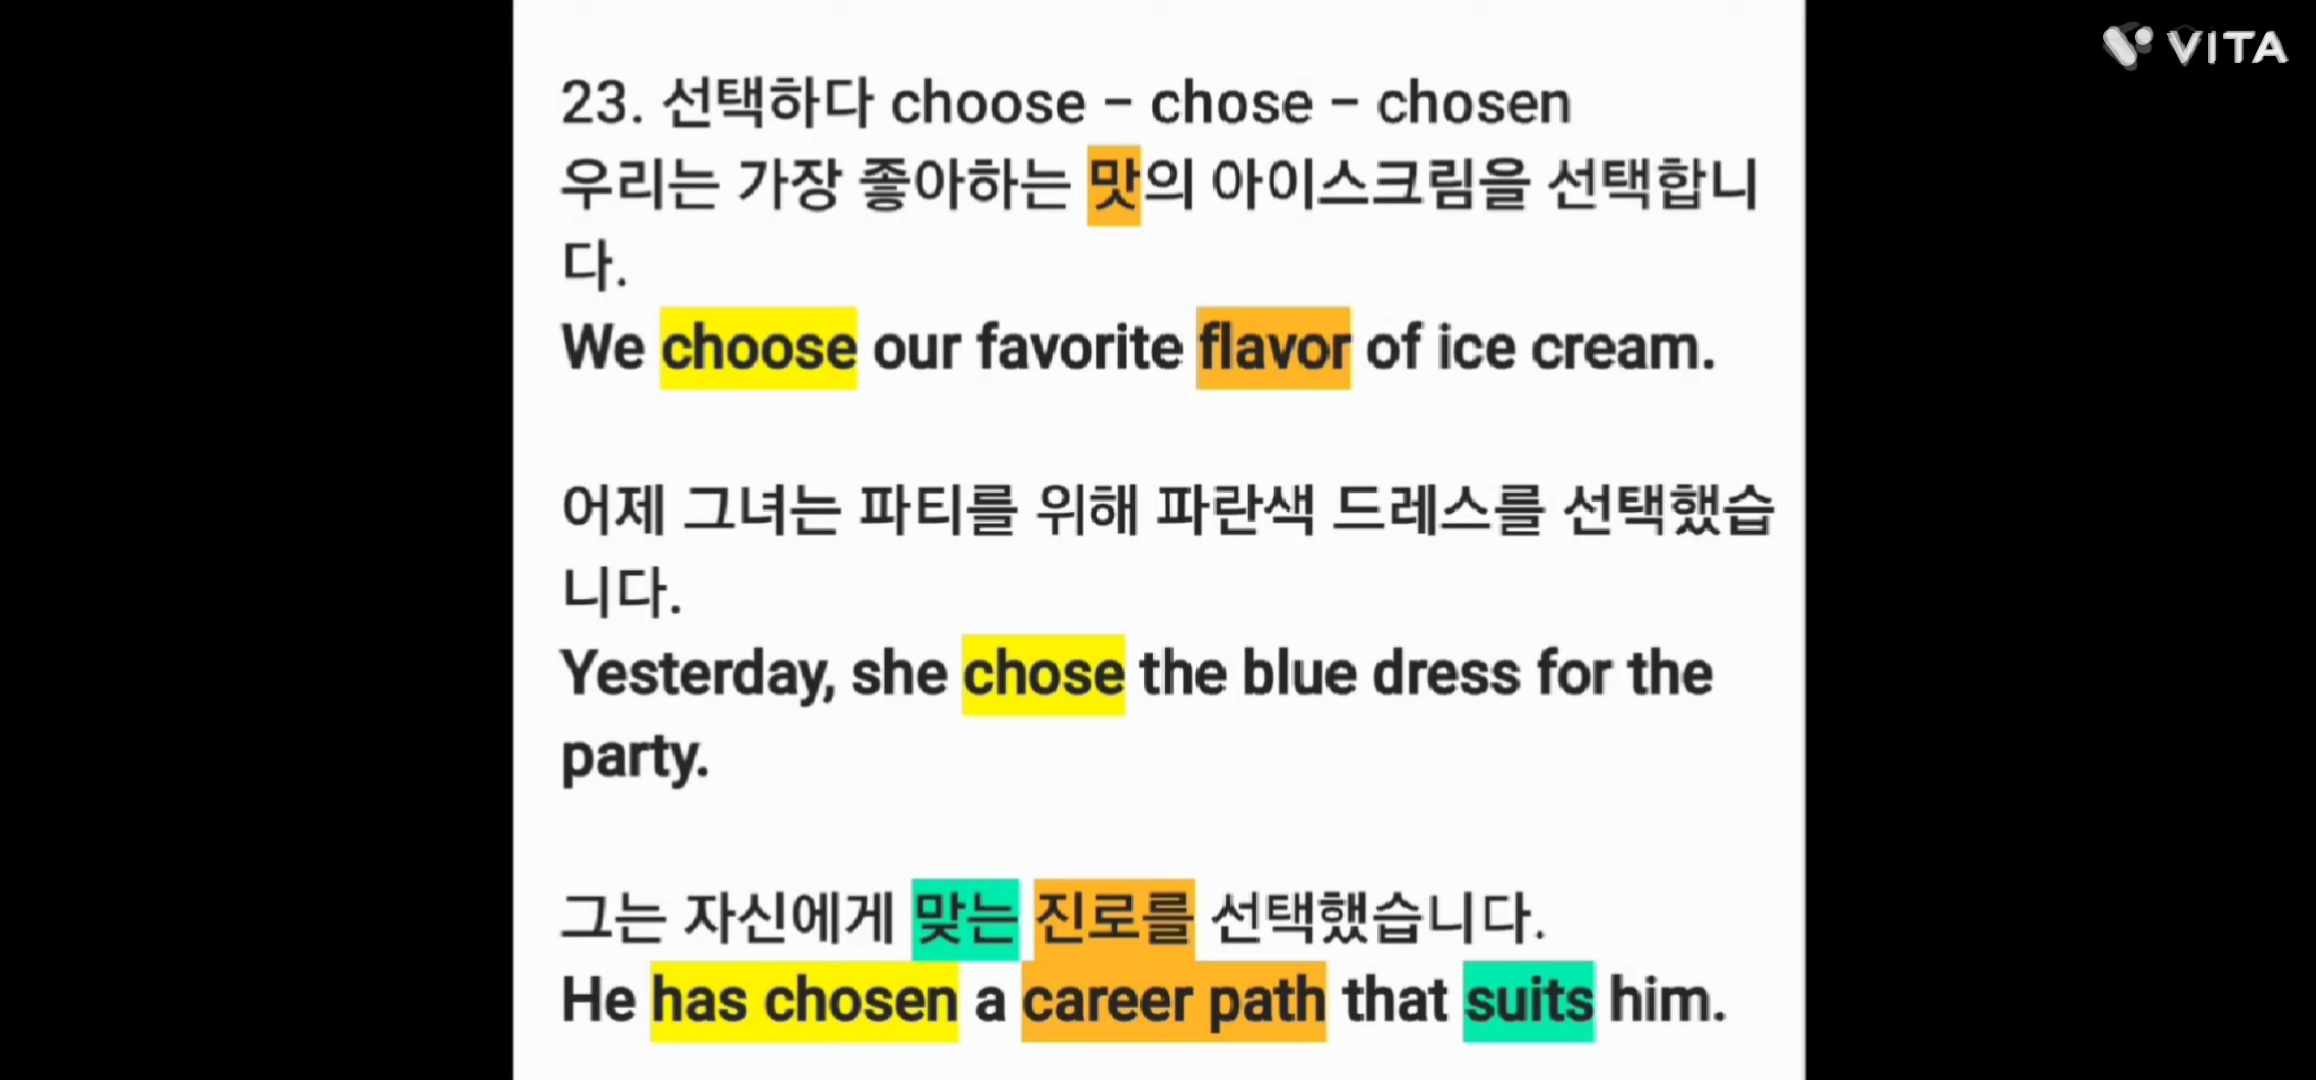 VITA
23. 선택하다 choose – chose – chosen
우리는 가장 좋아하는 맛의 아이스크림을 선택합니
다.
We choose our favorite flavor of ice cream.
어제 그녀는 파티를 위해 파란색 드레스를 선택했습
니다.
Yesterday, she chose the blue dress for the
party.
그는 자신에게 맞는 진로를 선택했습니다.
He has chosen a career path that suits him.